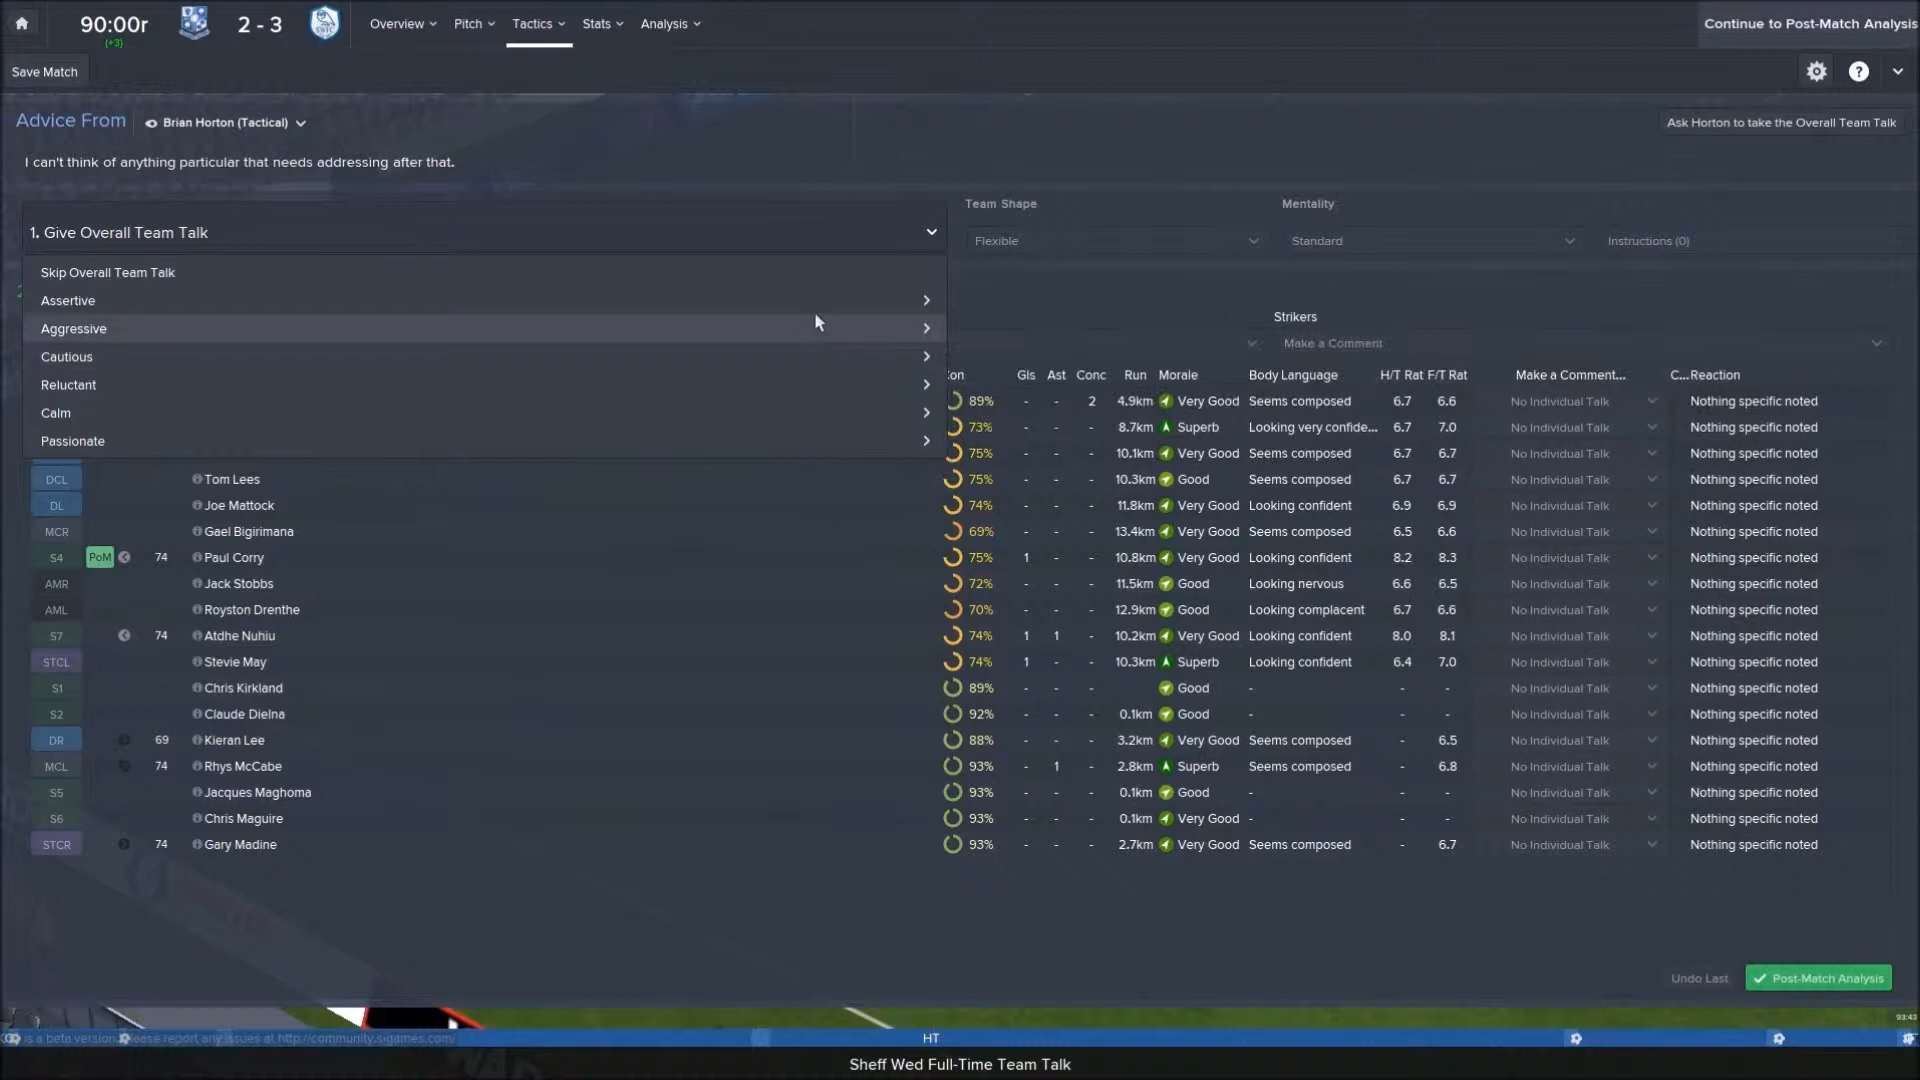 90:00r 2 - 3 Overview Pitch Tactics Stats Analysis Continue to Post-Match Analysis
(+3)
Save Match ?
Advice From Brian Horton (Tactical) Ask Horton to take the Overall Team Talk
I can't think of anything particular that needs addressing after that.
Team Shape Mentality
1. Give Overall Team Talk
Flexible Standard Instructions (0)
Skip Overall Team Talk
Assertive
Aggressive
Cautious
Reluctant
Calm
Passionate
Strikers
Make a Comment
on Gls Ast Conc Run Morale Body Language H/T Rat F/T Rat Make a Comment... C... Reaction
89% - - 2 4.9km Very Good Seems composed 6.7 6.6 No Individual Talk Nothing specific noted
73% - - - 8.7km Superb Looking very confide... 6.7 7.0 No Individual Talk Nothing specific noted
75% - - - 10.1km Very Good Seems composed 6.7 6.7 No Individual Talk Nothing specific noted
DCL Tom Lees 75% - - - 10.3km Good Seems composed 6.7 6.7 No Individual Talk Nothing specific noted
DL Joe Mattock 74% - - - 11.8km Very Good Looking confident 6.9 6.9 No Individual Talk Nothing specific noted
MCR Gael Bigirimana 69% - - - 13.4km Very Good Seems composed 6.5 6.6 No Individual Talk Nothing specific noted
S4 PoM 74 Paul Corry 75% 1 - - 10.8km Very Good Looking confident 8.2 8.3 No Individual Talk Nothing specific noted
AMR Jack Stobbs 72% - - - 11.5km Good Looking nervous 6.6 6.5 No Individual Talk Nothing specific noted
AML Royston Drenthe 70% - - - 12.9km Good Looking complacent 6.7 6.6 No Individual Talk Nothing specific noted
S7 74 Atdhe Nuhiu 74% 1 1 - 10.2km Very Good Looking confident 8.0 8.1 No Individual Talk Nothing specific noted
STCL Stevie May 74% 1 - - 10.3km Superb Looking confident 6.4 7.0 No Individual Talk Nothing specific noted
S1 Chris Kirkland 89% - - - Good - - - No Individual Talk Nothing specific noted
S2 Claude Dielna 92% - - - 0.1km Good - - - No Individual Talk Nothing specific noted
DR 69 Kieran Lee 88% - - - 3.2km Very Good Seems composed - 6.5 No Individual Talk Nothing specific noted
MCL 74 Rhys McCabe 93% - 1 - 2.8km Superb Seems composed - 6.8 No Individual Talk Nothing specific noted
S5 Jacques Maghoma 93% - - - 0.1km Good - - - No Individual Talk Nothing specific noted
S6 Chris Maguire 93% - - - 0.1km Very Good - - - No Individual Talk Nothing specific noted
STCR 74 Gary Madine 93% - - - 2.7km Very Good Seems composed - 6.7 No Individual Talk Nothing specific noted
Undo Last Post-Match Analysis
93:43
is a beta version, please report any issues at http://community.sigames.com/ HT
Sheff Wed Full-Time Team Talk